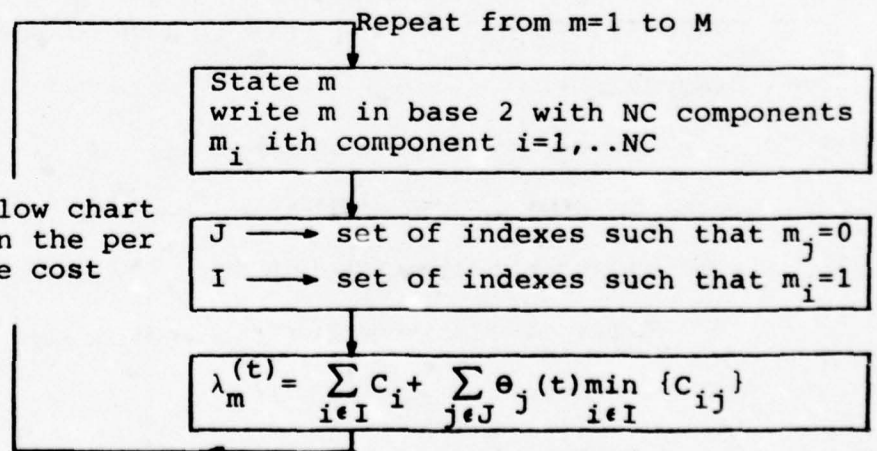 Repeat from m=1 to M
State m
write m in base 2 with NC components
m_i ith component i=1,..NC
low chart
n the per
e cost
J ⟶ set of indexes such that m_j=0
I ⟶ set of indexes such that m_i=1
λ_m^(t) = ∑_{i∈I} C_i + ∑_{j∈J} Θ_j(t) min_{i∈I} {C_ij}